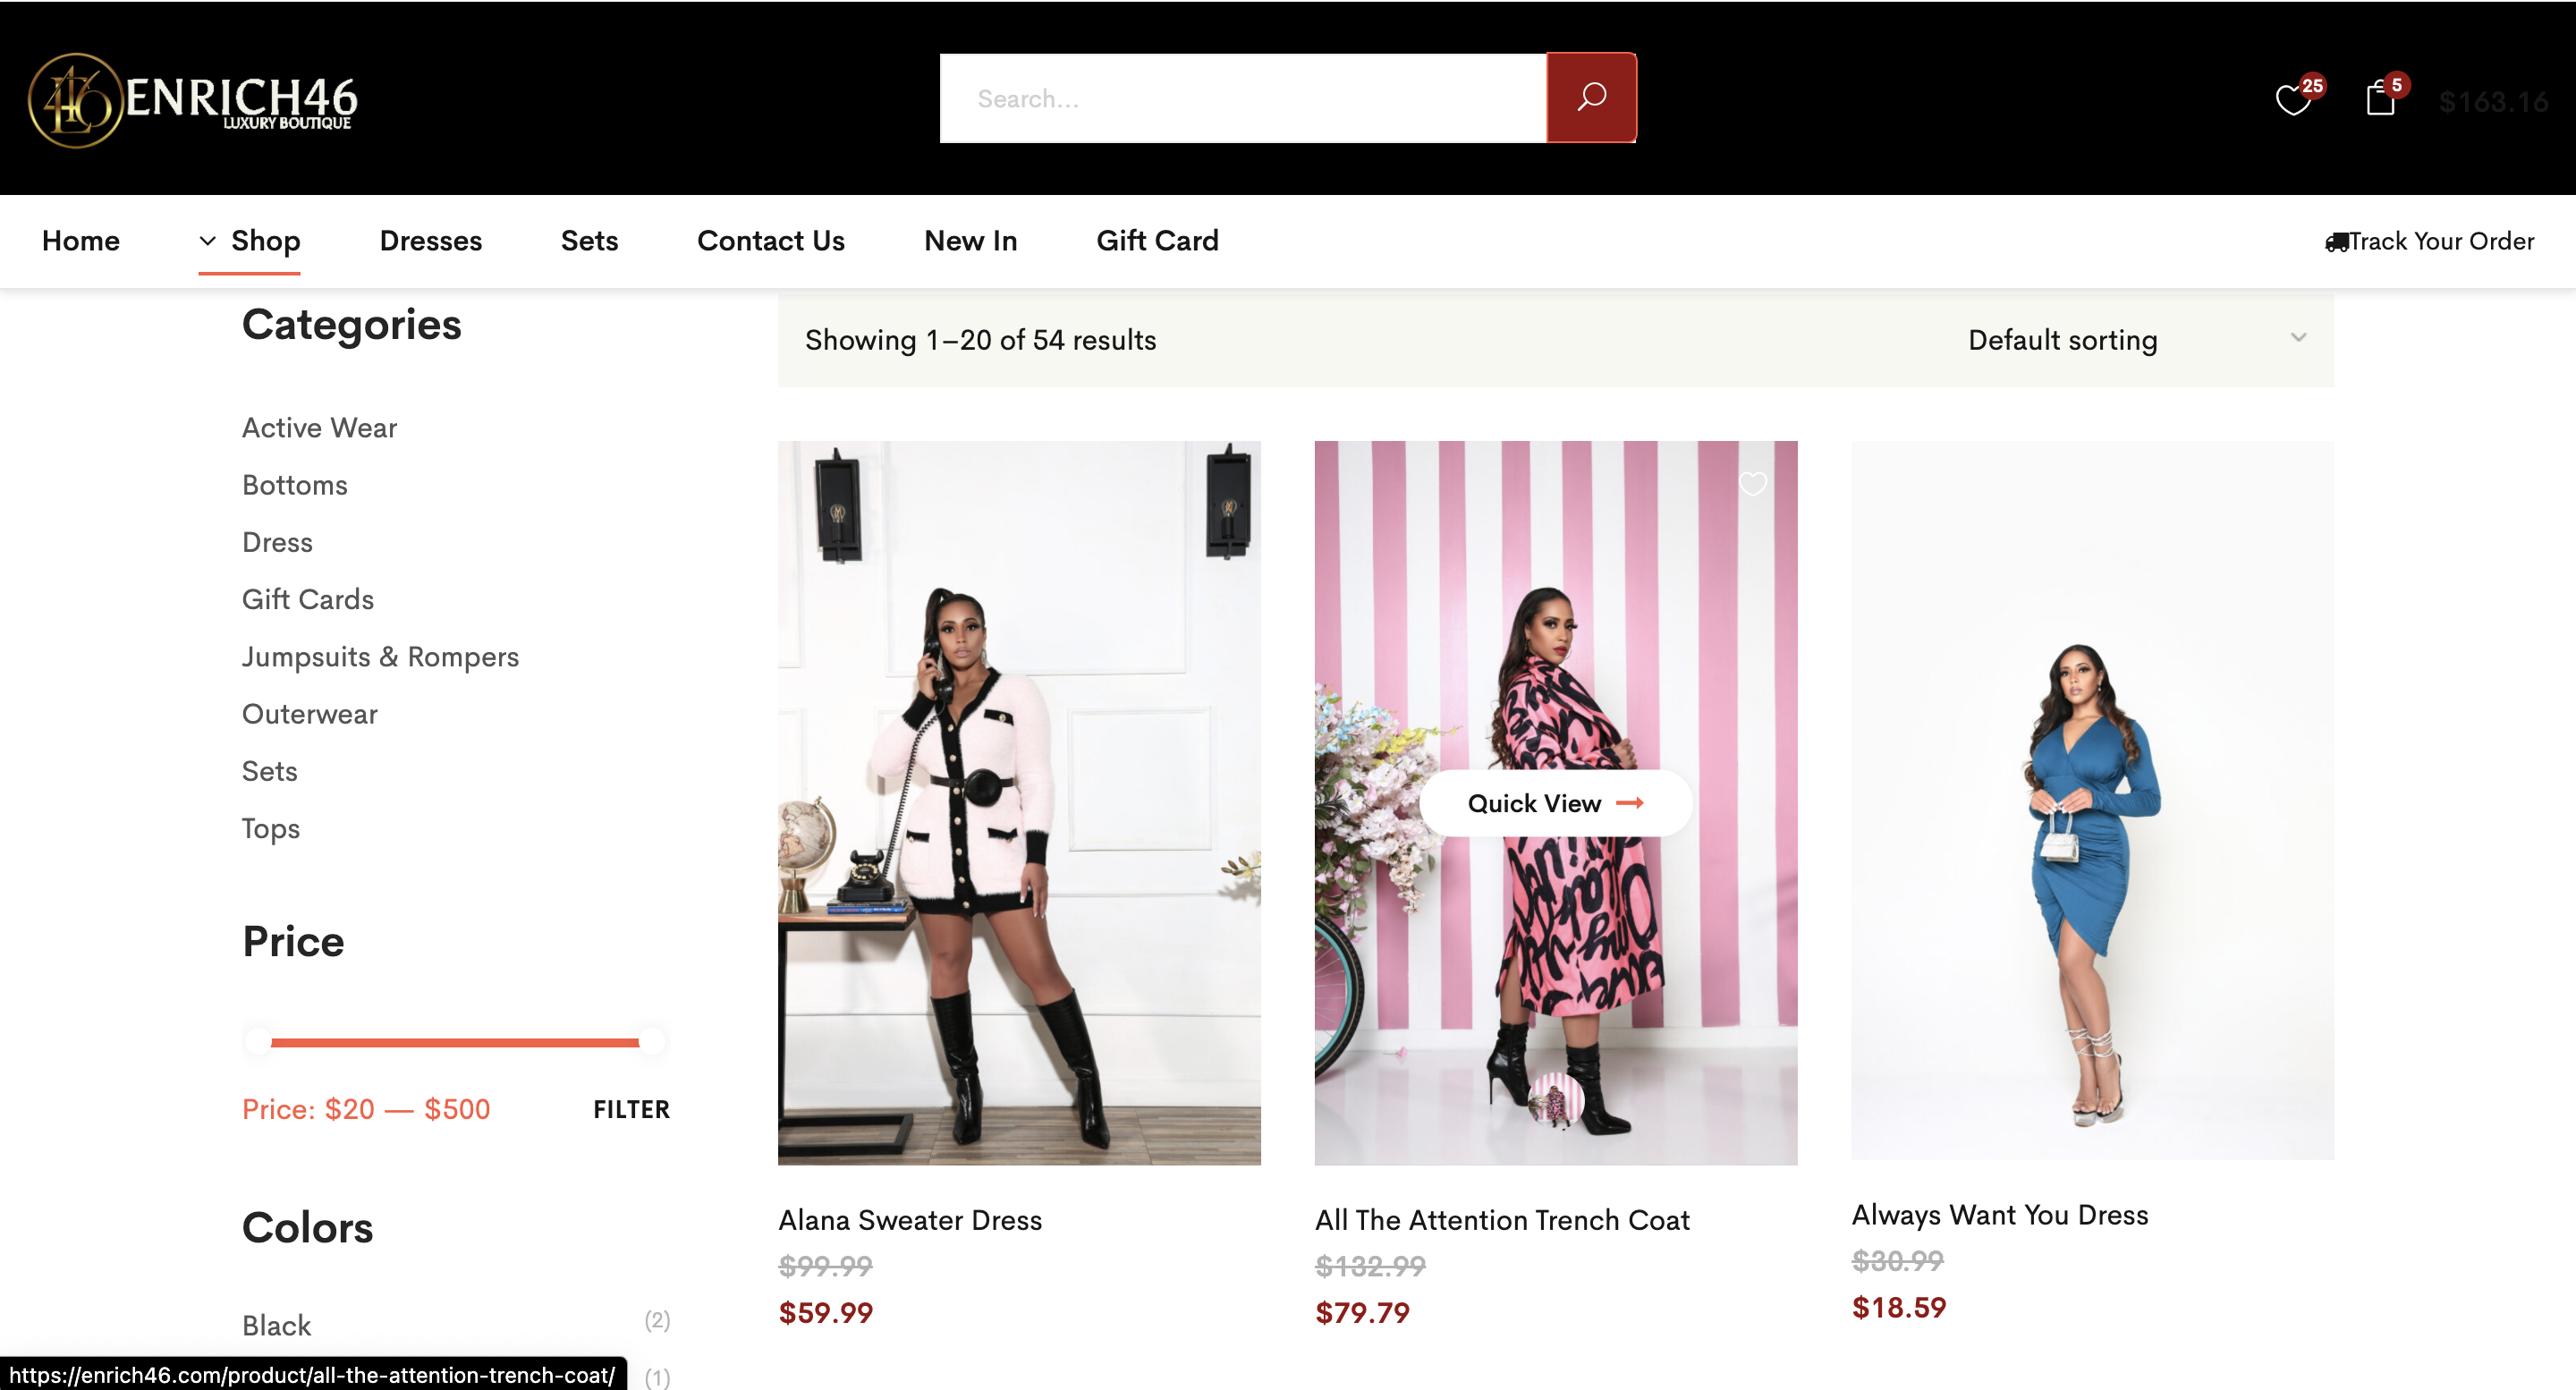 ENRICH46
LUXURY BOUTIQUE
Search...
25
5
$163.16
Home
Shop
Dresses
Sets
Contact Us
New In
Gift Card
Track Your Order
Categories
Active Wear
Bottoms
Dress
Gift Cards
Jumpsuits & Rompers
Outerwear
Sets
Tops
Price
Price: $20 — $500
FILTER
Colors
Black
(2)
(1)
https://enrich46.com/product/all-the-attention-trench-coat/
Showing 1–20 of 54 results
Default sorting
Quick View
Alana Sweater Dress
$99.99
$59.99
All The Attention Trench Coat
$132.99
$79.79
Always Want You Dress
$30.99
$18.59